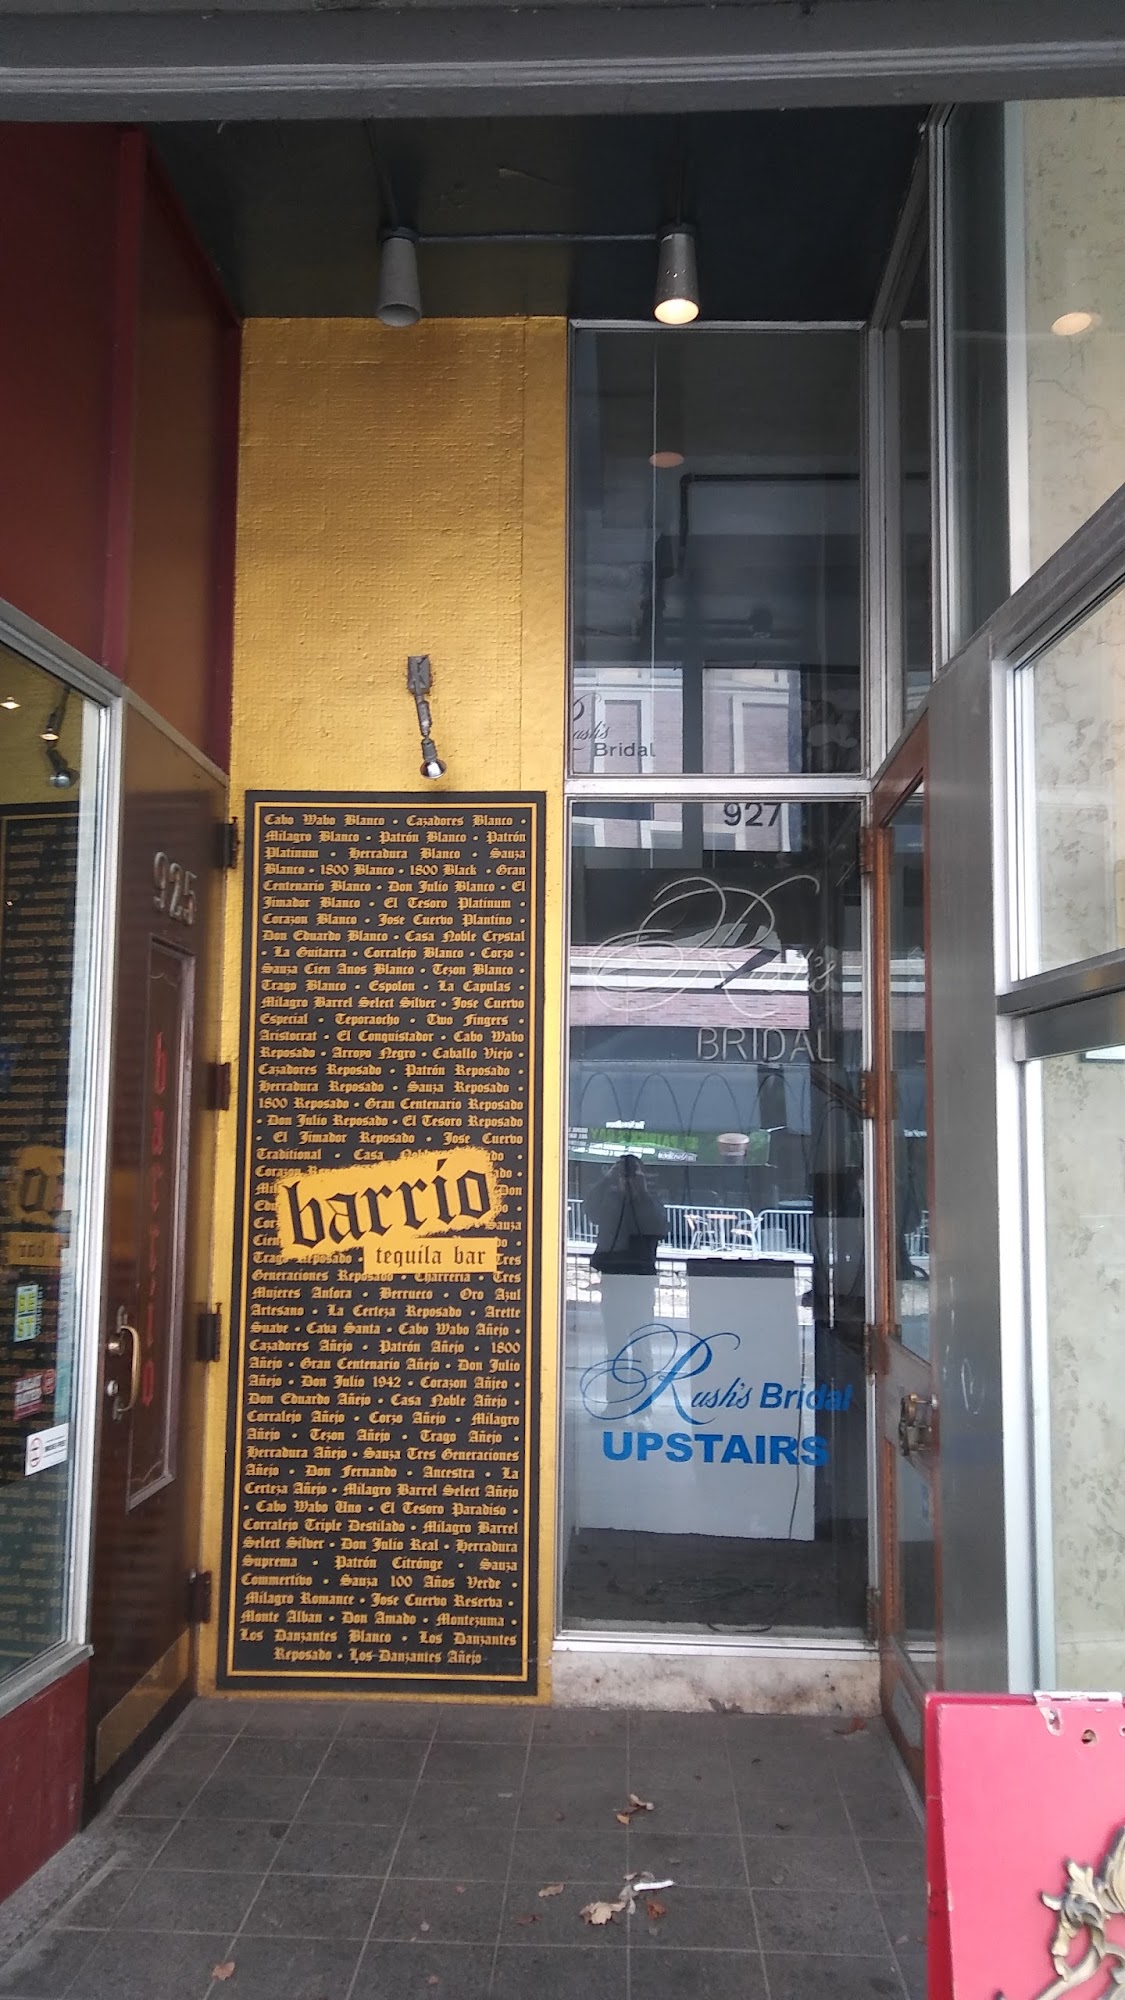 Cabo Wabo Blanco • Cazadores Blanco •
Milagro Blanco • Patrón Blanco • Patrón
Platinum • Herradura Blanco • Sauza
Blanco • 1800 Blanco • 1800 Black • Gran
Centenario Blanco • Don Julio Blanco • El
Jimador Blanco • El Tesoro Platinum •
Corazon Blanco • Jose Cuervo Plantino •
Don Eduardo Blanco • Casa Noble Crystal
• La Guitarra • Corralejo Blanco • Corzo •
Sauza Cien Anos Blanco • Tezon Blanco •
Trago Blanco • Espolon • La Capulas •
Milagro Barrel Select Silver • Jose Cuervo
Especial • Teporaocho • Two Fingers •
Aristocrat • El Conquistador • Cabo Wabo
Reposado • Arroyo Negro • Caballo Viejo •
Cazadores Reposado • Patrón Reposado •
Herradura Reposado • Sauza Reposado •
1800 Reposado • Gran Centenario Reposado
• Don Julio Reposado • El Tesoro Reposado
• El Jimador Reposado • Jose Cuervo
Traditional • Casa
Corazon
Don
Sauza
Cien
Trago Reposado • Tres
barrio
tequila bar
Generaciones Reposado • Charreria • Tres
Mujeres Anfora • Berrueco • Oro Azul
Artesano • La Certeza Reposado • Arette
Suave • Cava Santa • Cabo Wabo Añejo •
Cazadores Añejo • Patrón Añejo • 1800
Añejo • Gran Centenario Añejo • Don Julio
Añejo • Don Julio 1942 • Corazon Añjeo •
Don Eduardo Añejo • Casa Noble Añejo •
Corralejo Añejo • Corzo Añejo • Milagro
Añejo • Tezon Añejo • Trago Añejo •
Herradura Añejo • Sauza Tres Generaciones
Añejo • Don Fernando • Ancestra • La
Certeza Añejo • Milagro Barrel Select Añejo
• Cabo Wabo Uno • El Tesoro Paradiso •
Corralejo Triple Destilado • Milagro Barrel
Select Silver • Don Julio Real • Herradura
Suprema • Patrón Citrónge • Sauza
Commertivo • Sauza 100 Años Verde •
Milagro Romance • Jose Cuervo Reserva •
Monte Alban • Don Amado • Montezuma •
Los Danzantes Blanco • Los Danzantes
Reposado • Los Danzantes Añejo
925
barrio
Rush's
Bridal
927
Rush's
BRIDAL
Rush's Bridal
UPSTAIRS